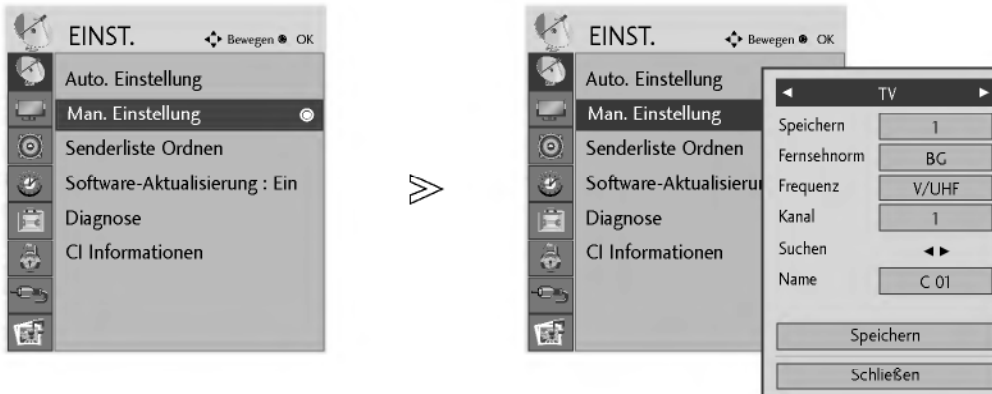 EINST. Bewegen OK
Auto. Einstellung
Man. Einstellung
Senderliste Ordnen
Software-Aktualisierung : Ein
Diagnose
CI Informationen
EINST. Bewegen OK
Auto. Einstellung
Man. Einstellung
Senderliste Ordnen
Software-Aktualisieru
Diagnose
CI Informationen
◄ TV ►
Speichern 1
Fernsehnorm BG
Frequenz V/UHF
Kanal 1
Suchen ◄ ►
Name C 01
Speichern
Schließen